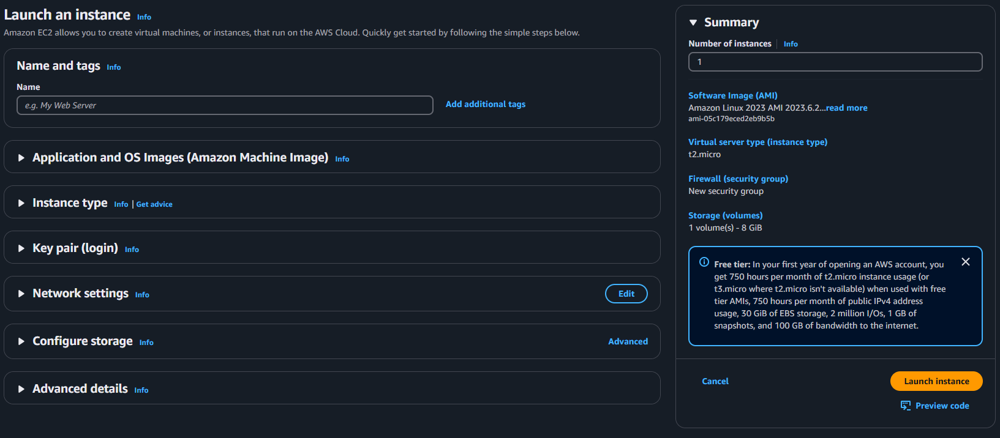 Launch an instance Info
Amazon EC2 allows you to create virtual machines, or instances, that run on the AWS Cloud. Quickly get started by following the simple steps below.
Name and tags Info
Name
e.g. My Web Server
Add additional tags
Application and OS Images (Amazon Machine Image) Info
Instance type Info | Get advice
Key pair (login) Info
Network settings Info
Edit
Configure storage Info
Advanced
Advanced details Info
Summary
Number of instances Info
1
Software Image (AMI)
Amazon Linux 2023 AMI 2023.6.2...read more
ami-05c179eced2eb9b5b
Virtual server type (instance type)
t2.micro
Firewall (security group)
New security group
Storage (volumes)
1 volume(s) - 8 GiB
Free tier: In your first year of opening an AWS account, you
get 750 hours per month of t2.micro instance usage (or
t3.micro where t2.micro isn't available) when used with free
tier AMIs, 750 hours per month of public IPv4 address
usage, 30 GiB of EBS storage, 2 million I/Os, 1 GB of
snapshots, and 100 GB of bandwidth to the internet.
Cancel
Launch instance
Preview code